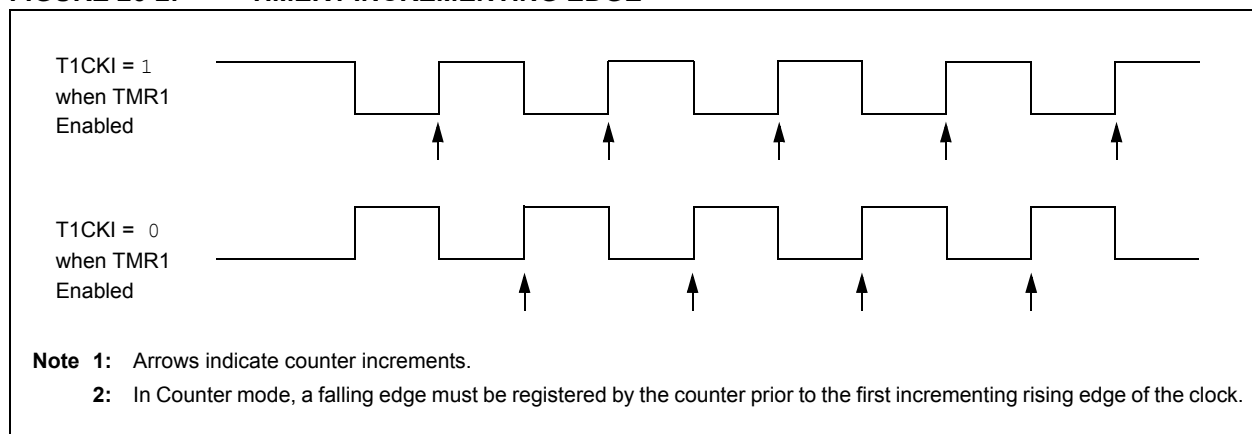 T1CKI = 1
when TMR1
Enabled
T1CKI = 0
when TMR1
Enabled
Note 1: Arrows indicate counter increments.
2: In Counter mode, a falling edge must be registered by the counter prior to the first incrementing rising edge of the clock.